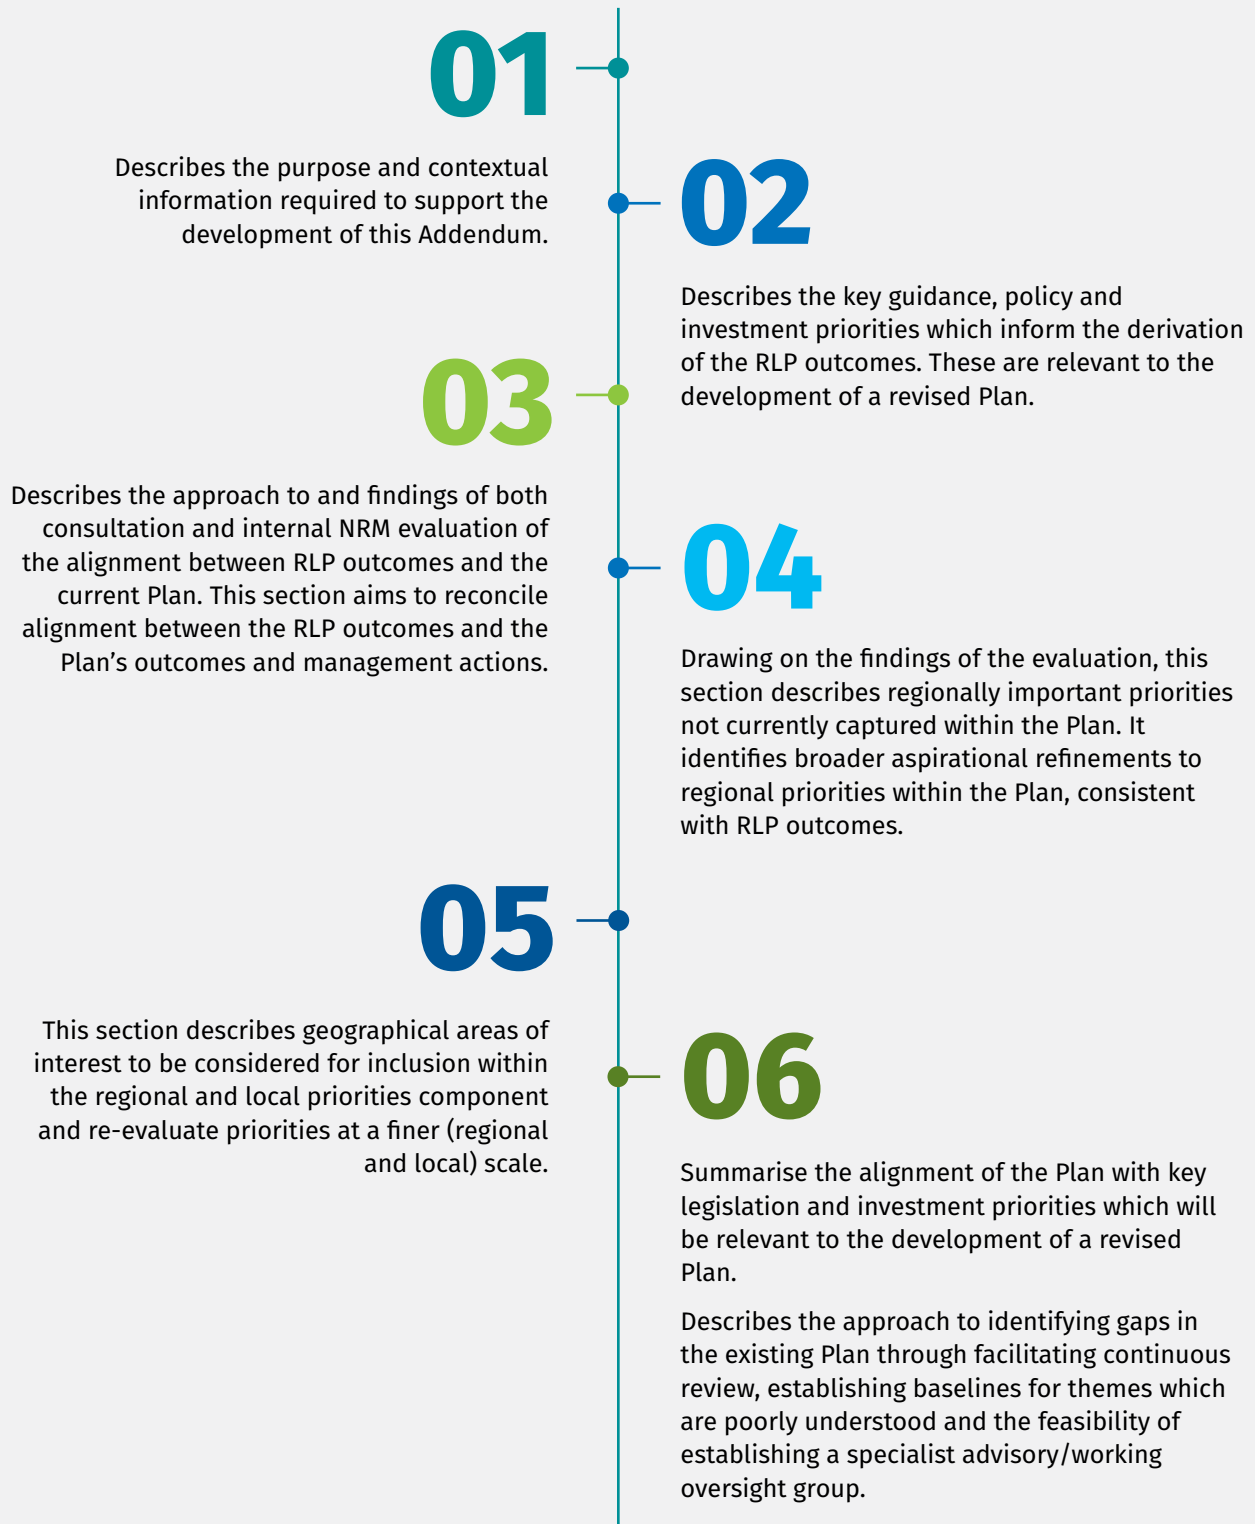 01
Describes the purpose and contextual
information required to support the
development of this Addendum.
02
Describes the key guidance, policy and
investment priorities which inform the derivation
of the RLP outcomes. These are relevant to the
development of a revised Plan.
03
Describes the approach to and findings of both
consultation and internal NRM evaluation of
the alignment between RLP outcomes and the
current Plan. This section aims to reconcile
alignment between the RLP outcomes and the
Plan’s outcomes and management actions.
04
Drawing on the findings of the evaluation, this
section describes regionally important priorities
not currently captured within the Plan. It
identifies broader aspirational refinements to
regional priorities within the Plan, consistent
with RLP outcomes.
05
This section describes geographical areas of
interest to be considered for inclusion within
the regional and local priorities component
and re-evaluate priorities at a finer (regional
and local) scale.
06
Summarise the alignment of the Plan with key
legislation and investment priorities which will
be relevant to the development of a revised
Plan.
Describes the approach to identifying gaps in
the existing Plan through facilitating continuous
review, establishing baselines for themes which
are poorly understood and the feasibility of
establishing a specialist advisory/working
oversight group.